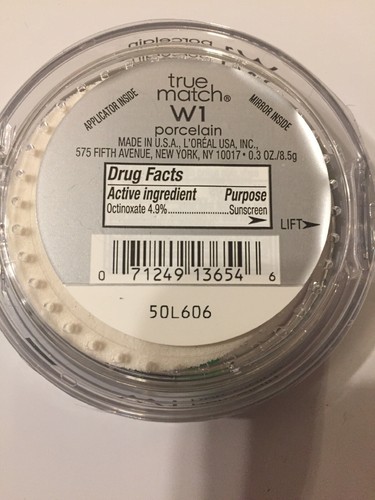 W1 porcelain
true
match®
W1
porcelain
APPLICATOR INSIDE
MIRROR INSIDE
MADE IN U.S.A., L'ORÉAL USA, INC.,
575 FIFTH AVENUE, NEW YORK, NY 10017 • 0.3 OZ./8.5g
Drug Facts
Active ingredient Purpose
Octinoxate 4.9%..............................Sunscreen
LIFT
0 71249 13654 6
50L606